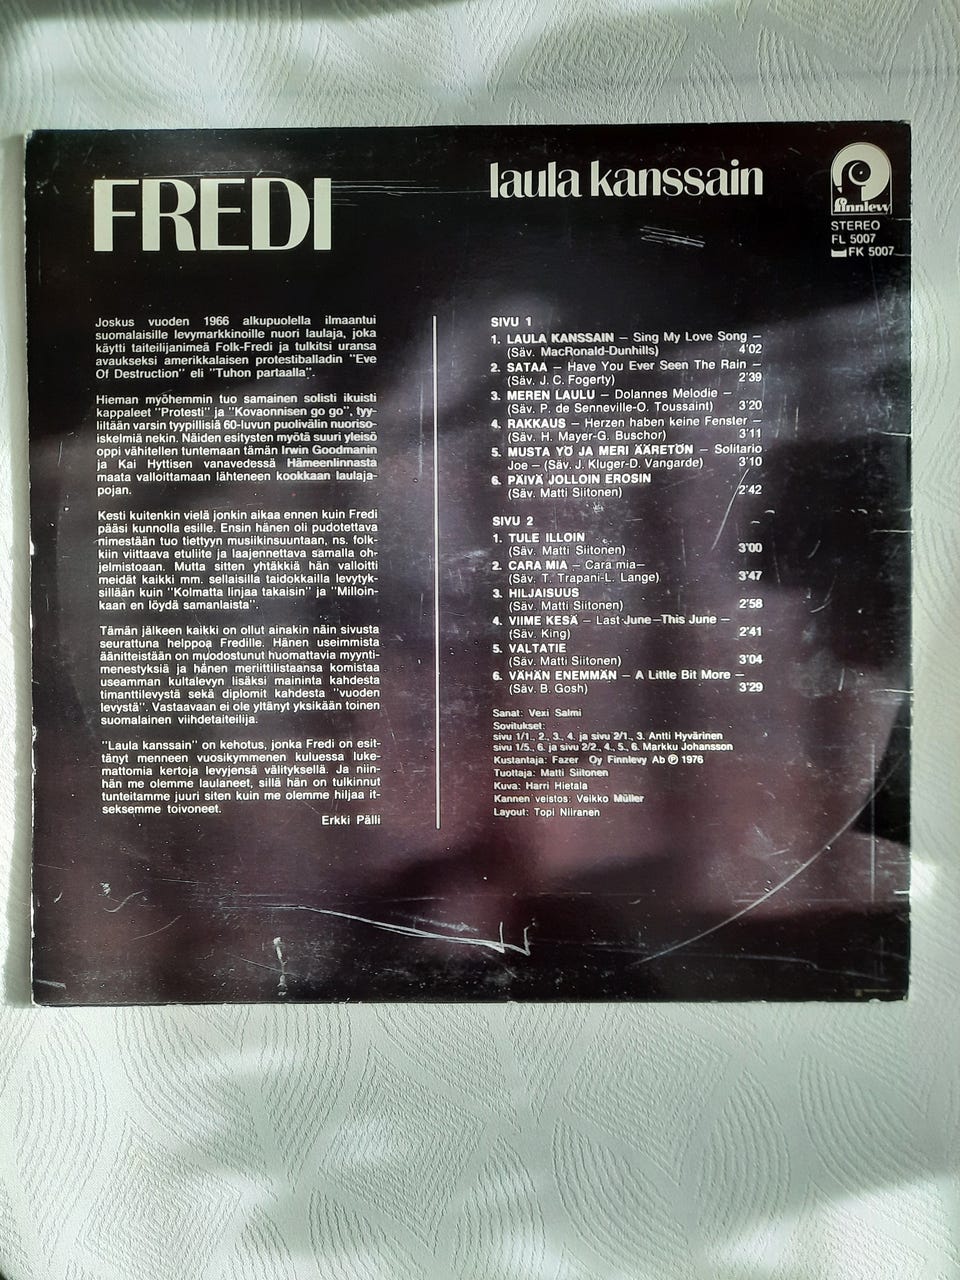 FREDI
laula kanssain
finnlevy
STEREO
FL 5007
FK 5007
Joskus vuoden 1966 alkupuolella ilmaantui
suomalaisille levymarkkinoille nuori laulaja, joka
käytti taiteilijanimeä Folk-Fredi ja tulkitsi uransa
avaukseksi amerikkalaisen protestiballadin "Eve
Of Destruction" eli "Tuhon partaalla".
Hieman myöhemmin tuo samainen solisti ikuisti
kappaleet "Protesti" ja "Kovaonnisen go go", tyy-
liltään varsin tyypillisiä 60-luvun puolivälin nuoriso-
iskelmiä nekin. Näiden esitysten myötä suuri yleisö
oppi vähitellen tuntemaan tämän Irwin Goodmanin
ja Kai Hyttisen vanavedessä Hämeenlinnasta
maata valloittamaan lähteneen kookkaan laulaja-
pojan.
Kesti kuitenkin vielä jonkin aikaa ennen kuin Fredi
pääsi kunnolla esille. Ensin hänen oli pudotettava
nimestään tuo tiettyyn musiikinsuuntaan, ns. folk-
kiin viittaava etuliite ja laajennettava samalla oh-
jelmistoaan. Mutta sitten yhtäkkiä hän valloitti
meidät kaikki mm. sellaisilla taidokkailla levytyk-
sillään kuin "Kolmatta linjaa takaisin" ja "Milloin-
kaan en löydä samanlaista".
Tämän jälkeen kaikki on ollut ainakin näin sivusta
seurattuna helppoa Fredille. Hänen useimmista
äänitteistään on muodostunut huomattavia myynti-
menestyksiä ja hänen meriittilistaansa komistaa
useamman kultalevyn lisäksi maininta kahdesta
timanttilevystä sekä diplomit kahdesta "vuoden
levystä". Vastaavaan ei ole yltänyt yksikään toinen
suomalainen viihdetaiteilija.
"Laula kanssain" on kehotus, jonka Fredi on esit-
tänyt menneen vuosikymmenen kuluessa luke-
mattomia kertoja levyjensä välityksellä. Ja niin-
hän me olemme laulaneet, sillä hän on tulkinnut
tunteitamme juuri siten kuin me olemme hiljaa it-
seksemme toivoneet.
Erkki Pälli
SIVU 1
1. LAULA KANSSAIN – Sing My Love Song –
(Säv. MacRonald-Dunhills) 4'02
2. SATAA – Have You Ever Seen The Rain –
(Säv. J. C. Fogerty) 2'39
3. MEREN LAULU – Dolannes Melodie –
(Säv. P. de Senneville-O. Toussaint) 3'20
4. RAKKAUS – Herzen haben keine Fenster –
(Säv. H. Mayer-G. Buschor) 3'11
5. MUSTA YÖ JA MERI ÄÄRETÖN – Solitario
Joe – (Säv. J. Kluger-D. Vangarde) 3'10
6. PÄIVÄ JOLLOIN EROSIN
(Säv. Matti Siitonen) 2'42
SIVU 2
1. TULE ILLOIN
(Säv. Matti Siitonen) 3'00
2. CARA MIA – Cara mia–
(Säv. T. Trapani-L. Lange) 3'47
3. HILJAISUUS
(Säv. Matti Siitonen) 2'58
4. VIIME KESÄ – Last June–This June –
(Säv. King) 2'41
5. VALTATIE
(Säv. Matti Siitonen) 3'04
6. VÄHÄN ENEMMÄN – A Little Bit More –
(Säv. B. Gosh) 3'29
Sanat: Vexi Salmi
Sovitukset:
sivu 1/1., 2., 3., 4. ja sivu 2/1., 3. Antti Hyvärinen
sivu 1/5., 6. ja sivu 2/2., 4., 5., 6. Markku Johansson
Kustantaja: Fazer Oy Finnlevy Ab ℗ 1976
Tuottaja: Matti Siitonen
Kuva: Harri Hietala
Kannen veistos: Veikko Müller
Layout: Topi Niiranen